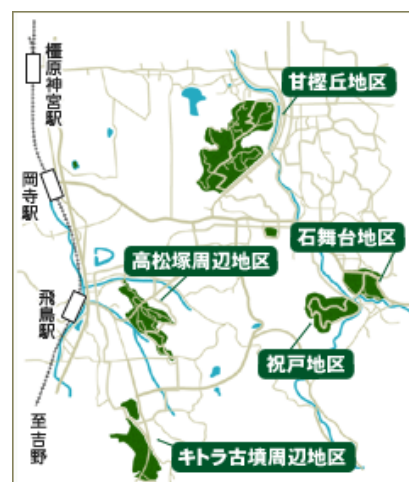 橿原神宮駅
岡寺駅
飛鳥駅
至吉野
甘樫丘地区
石舞台地区
高松塚周辺地区
祝戸地区
キトラ古墳周辺地区